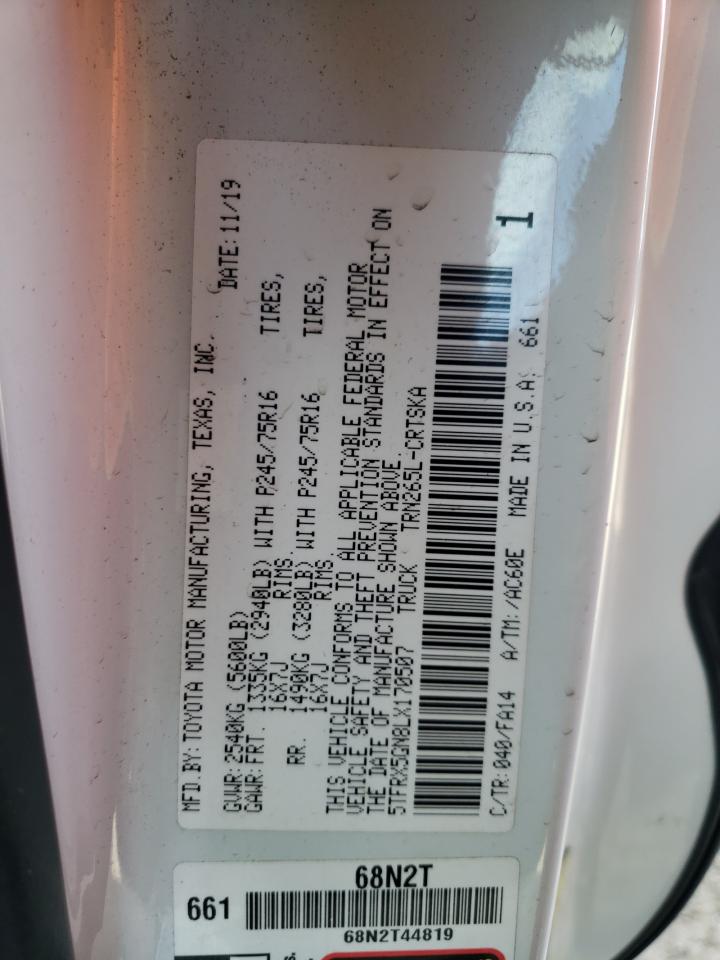 MFD.BY:TOYOTA MOTOR MANUFACTURING, TEXAS, INC.
DATE:11/19
GVWR:2540KG (5600LB)
GAWR:FRT. 1335KG (2940LB) WITH P245/75R16 TIRES,
16X7J RIMS.
RR. 1490KG (3280LB) WITH P245/75R16 TIRES,
16X7J RIMS.
THIS VEHICLE CONFORMS TO ALL APPLICABLE FEDERAL MOTOR
VEHICLE SAFETY AND THEFT PREVENTION STANDARDS IN EFFECT ON
THE DATE OF MANUFACTURE SHOWN ABOVE.
5TFRX5GN8LX170507 TRUCK TRN265L-CRTSKA
1
C/TR:040/FA14 A/TM:/AC60E MADE IN U.S.A. 661
68N2T
661
68N2T44819